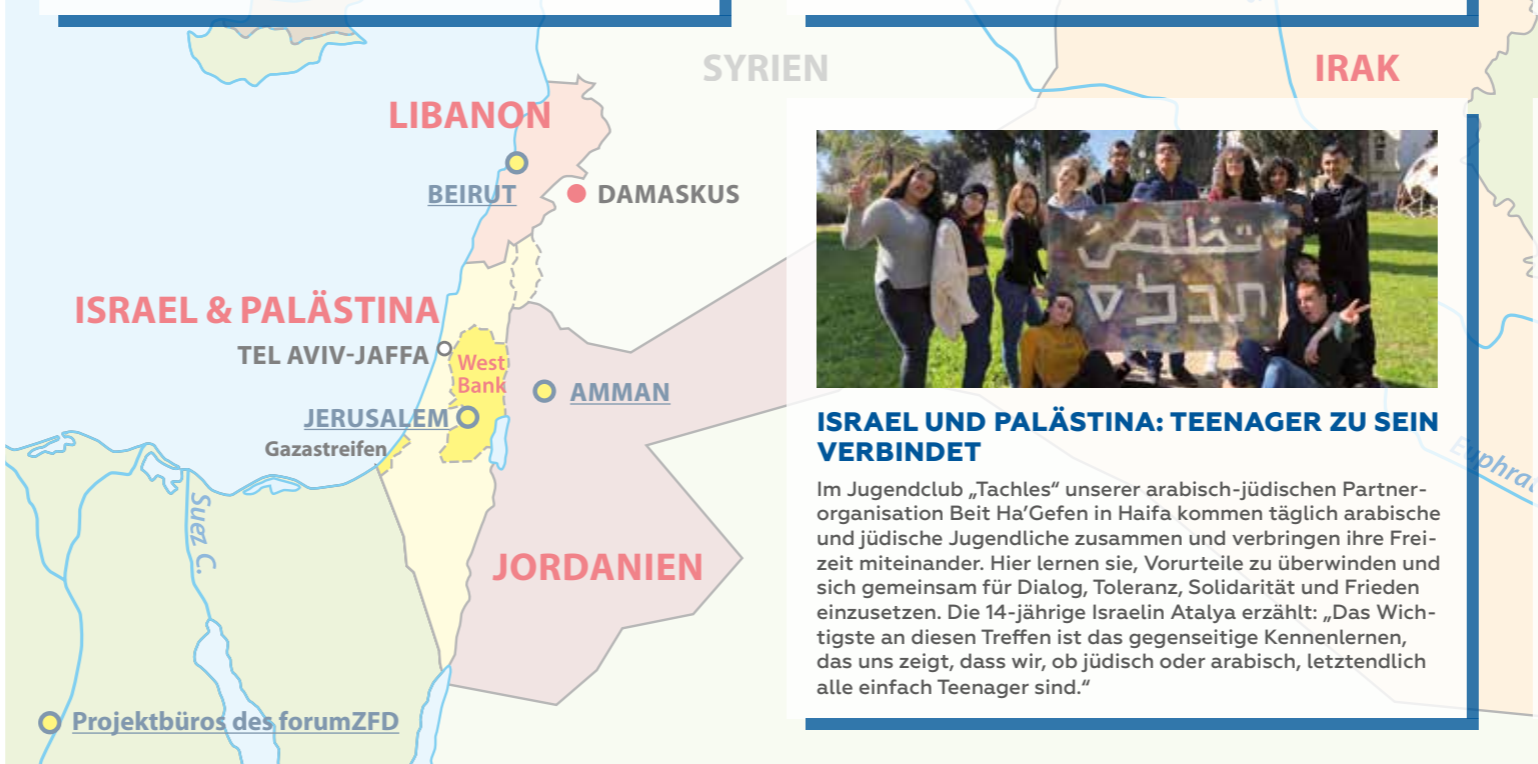 SYRIEN
IRAK
LIBANON
BEIRUT
DAMASKUS
ISRAEL & PALÄSTINA
TEL AVIV-JAFFA
West
Bank
AMMAN
JERUSALEM
Gazastreifen
Suez C.
JORDANIEN
Projektbüros des forumZFD
تخلص
תכלס
ISRAEL UND PALÄSTINA: TEENAGER ZU SEIN
VERBINDET
Im Jugendclub „Tachles“ unserer arabisch-jüdischen Partner-
organisation Beit Ha’Gefen in Haifa kommen täglich arabische
und jüdische Jugendliche zusammen und verbringen ihre Frei-
zeit miteinander. Hier lernen sie, Vorurteile zu überwinden und
sich gemeinsam für Dialog, Toleranz, Solidarität und Frieden
einzusetzen. Die 14-jährige Israelin Atalya erzählt: „Das Wich-
tigste an diesen Treffen ist das gegenseitige Kennenlernen,
das uns zeigt, dass wir, ob jüdisch oder arabisch, letztendlich
alle einfach Teenager sind.“
Euphrat